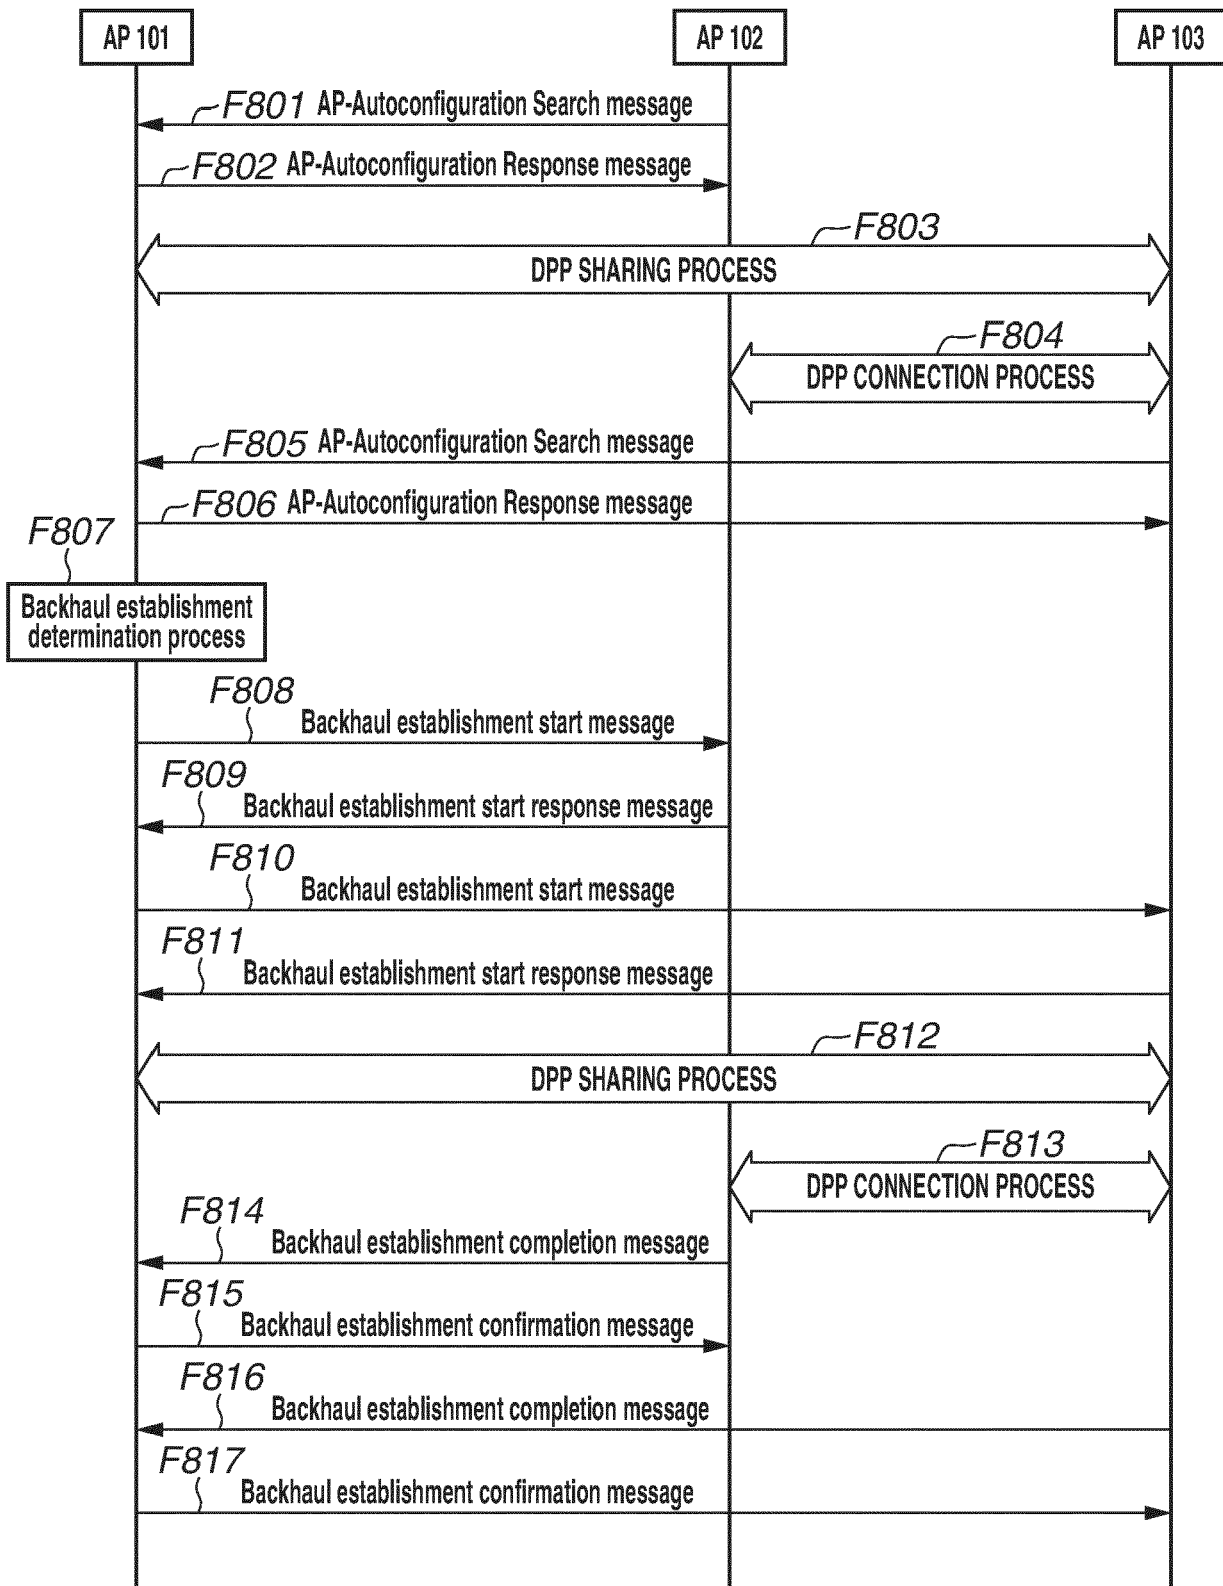 AP 101 AP 102 AP 103
F801 AP-Autoconfiguration Search message
F802 AP-Autoconfiguration Response message
F803
DPP SHARING PROCESS
F804
DPP CONNECTION PROCESS
F805 AP-Autoconfiguration Search message
F806 AP-Autoconfiguration Response message
F807
Backhaul establishment
determination process
F808
Backhaul establishment start message
F809
Backhaul establishment start response message
F810
Backhaul establishment start message
F811
Backhaul establishment start response message
F812
DPP SHARING PROCESS
F813
DPP CONNECTION PROCESS
F814
Backhaul establishment completion message
F815
Backhaul establishment confirmation message
F816
Backhaul establishment completion message
F817
Backhaul establishment confirmation message